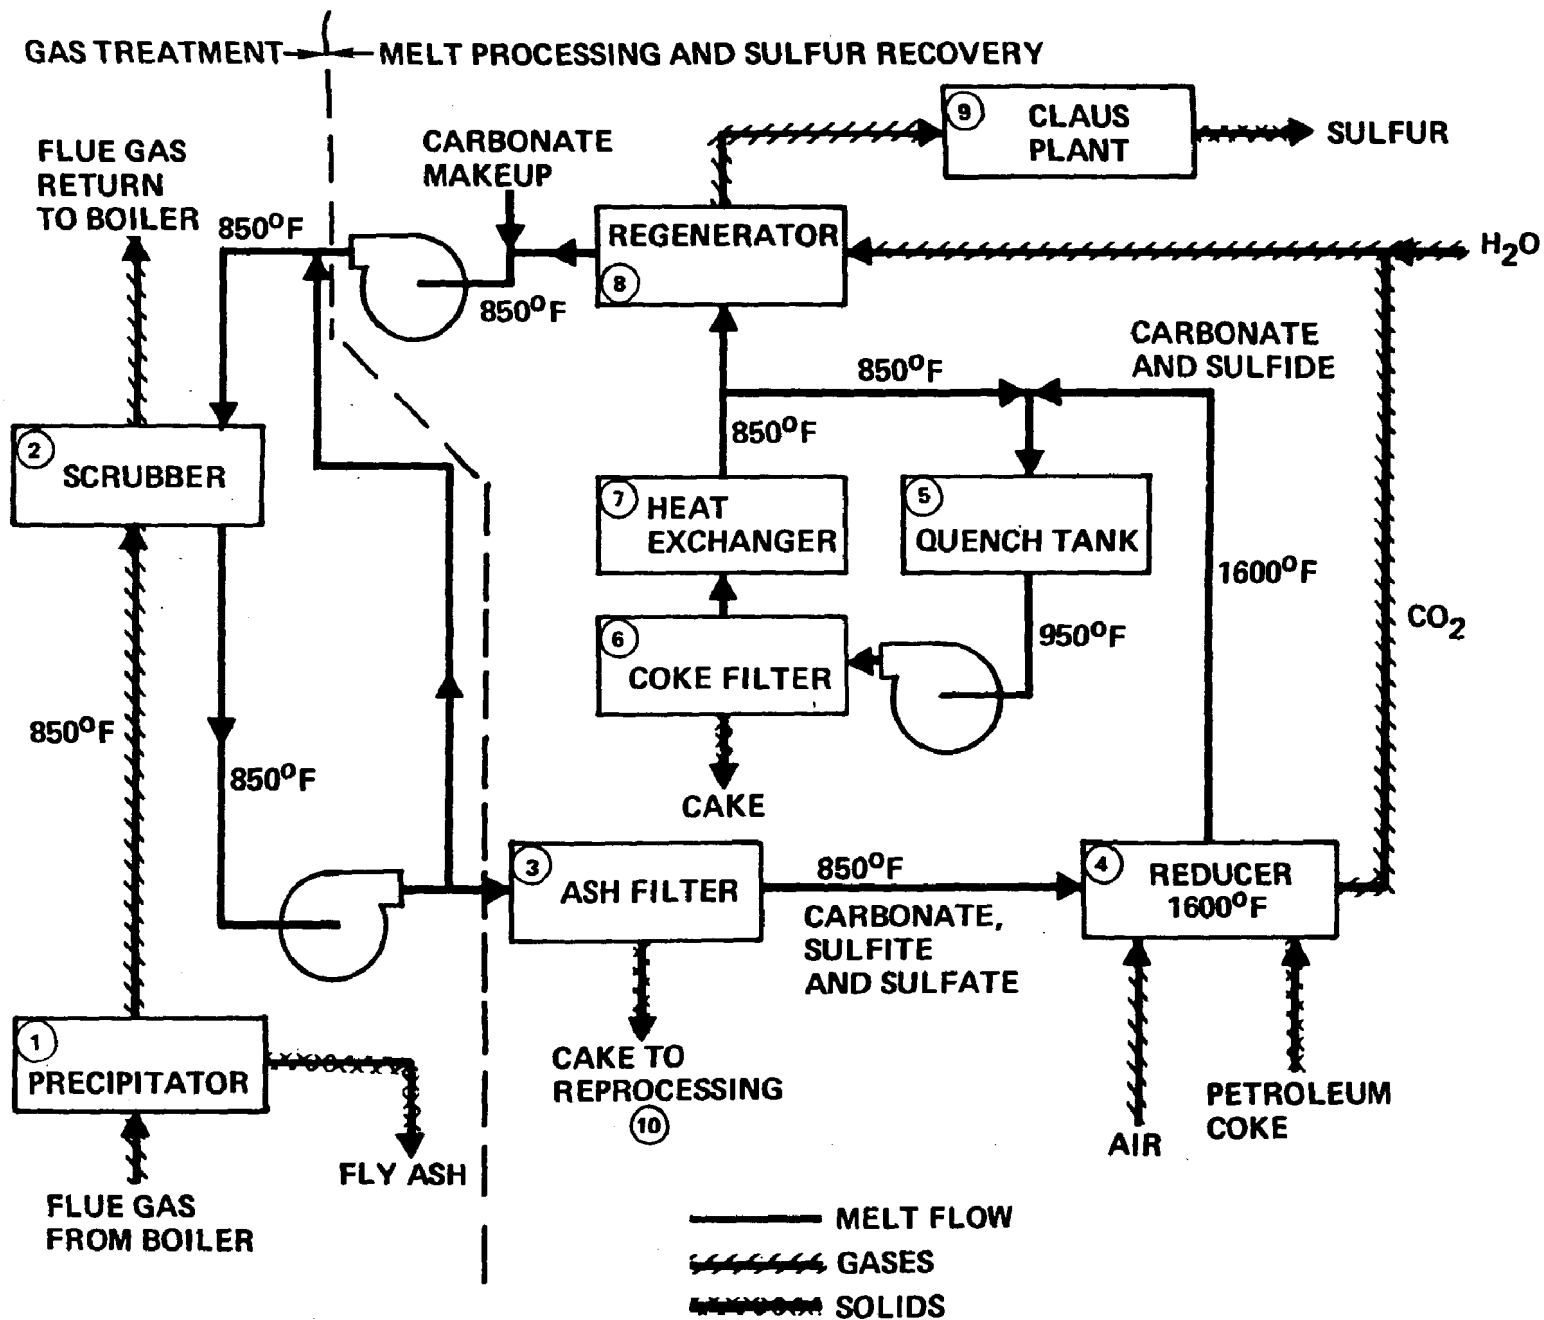 GAS TREATMENT
MELT PROCESSING AND SULFUR RECOVERY
9
CLAUS
PLANT
SULFUR
CARBONATE
MAKEUP
FLUE GAS
RETURN
TO BOILER
850°F
REGENERATOR
8
H2O
850°F
CARBONATE
AND SULFIDE
850°F
850°F
2
SCRUBBER
7
HEAT
EXCHANGER
5
QUENCH TANK
1600°F
CO2
6
COKE FILTER
950°F
850°F
850°F
CAKE
3
ASH FILTER
850°F
CARBONATE,
SULFITE
AND SULFATE
4
REDUCER
1600°F
1
PRECIPITATOR
CAKE TO
REPROCESSING
10
PETROLEUM
COKE
AIR
FLY ASH
FLUE GAS
FROM BOILER
MELT FLOW
GASES
SOLIDS